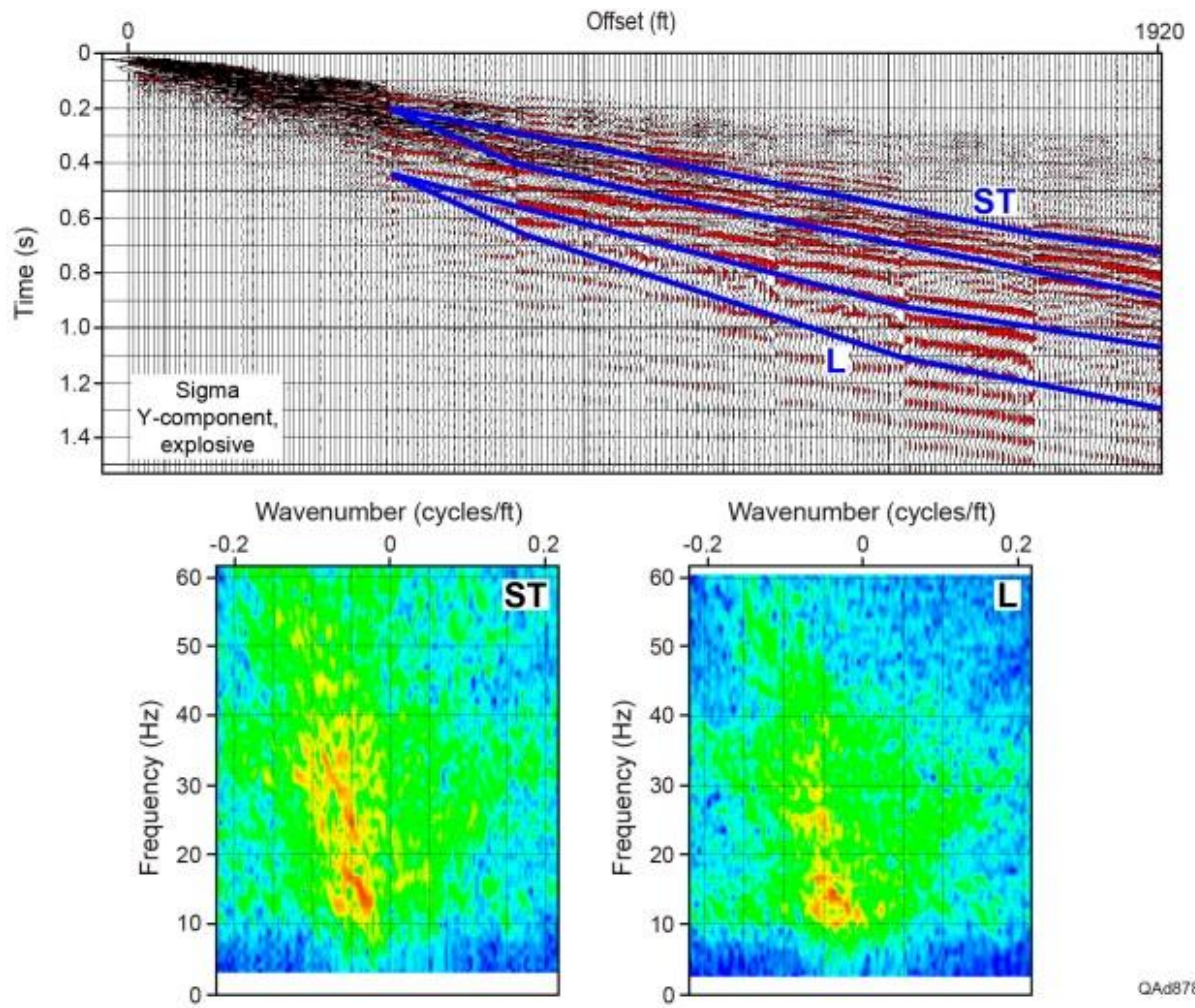 Offset (ft)
0 1920
0
0.2
0.4
0.6
0.8
1.0
1.2
1.4
Time (s)
ST
L
Sigma
Y-component,
explosive
Wavenumber (cycles/ft)
-0.2 0 0.2
60
50
40
30
20
10
0
Frequency (Hz)
ST
Wavenumber (cycles/ft)
-0.2 0 0.2
60
50
40
30
20
10
0
Frequency (Hz)
L
QAd878